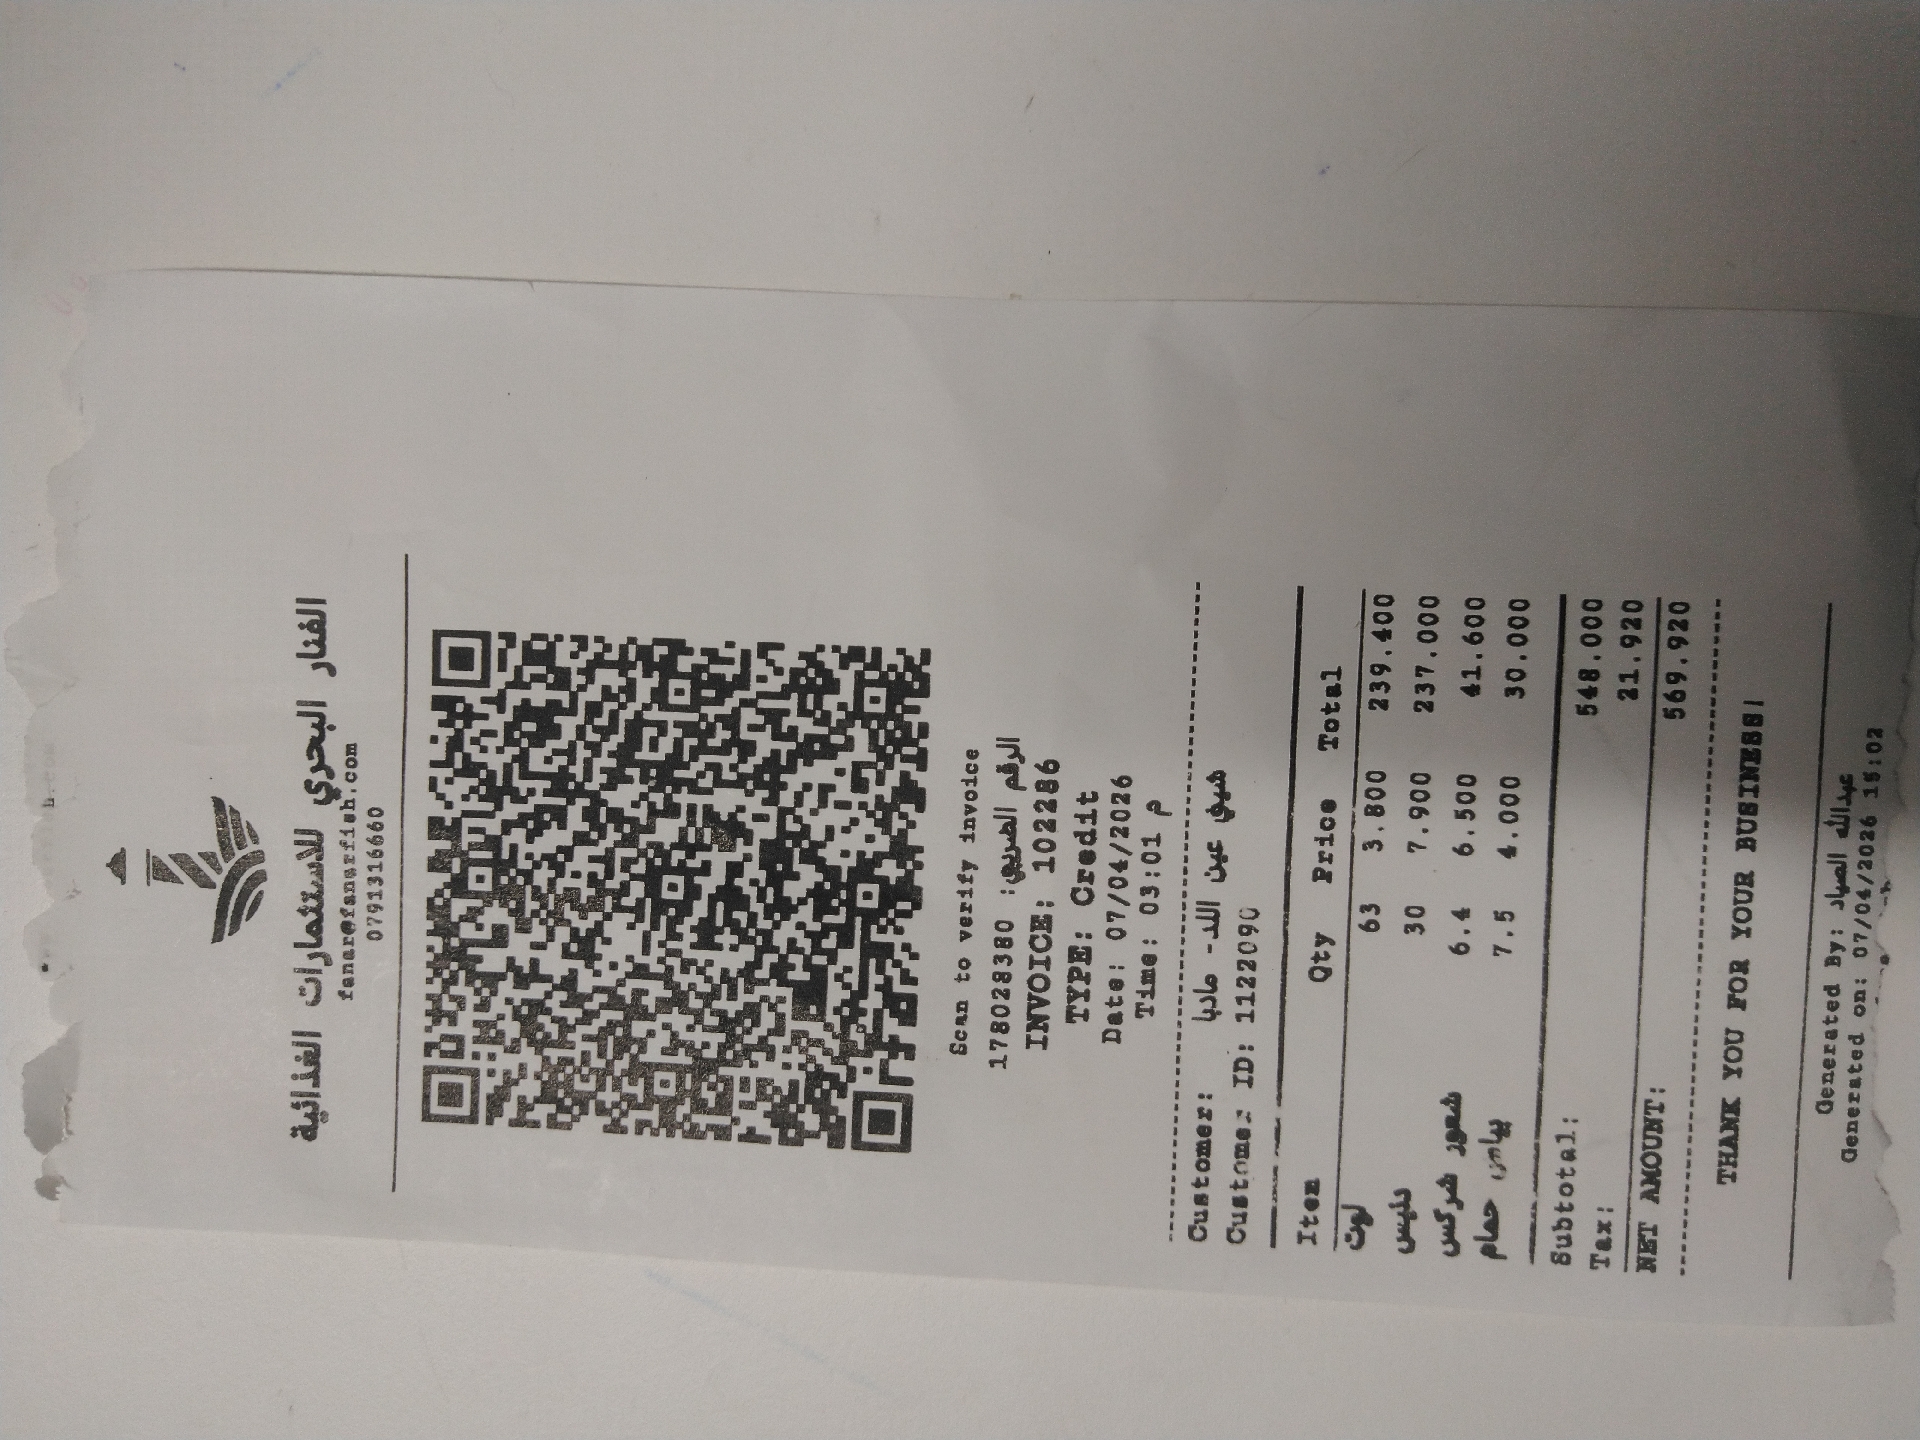 الفنار البحري للاستثمارات الغذائية
fanar@fanarfish.com
0791316660
Scan to verify invoice
الرقم الضريبي: 178028380
INVOICE: 102286
TYPE: Credit
Date: 07/04/2026
Time: 03:01 م
Customer: شيفي عبن اللد- مادبا
Customer ID: 1122090
Item Qty Price Total
لوت 63 3.800 239.400
دنيس 30 7.900 237.000
شعور شركس 6.4 6.500 41.600
بياض حمام 7.5 4.000 30.000
Subtotal: 548.000
Tax: 21.920
NET AMOUNT: 569.920
THANK YOU FOR YOUR BUSINESS!
Generated By: عبدالله الصياد
Generated on: 07/04/2026 15:02